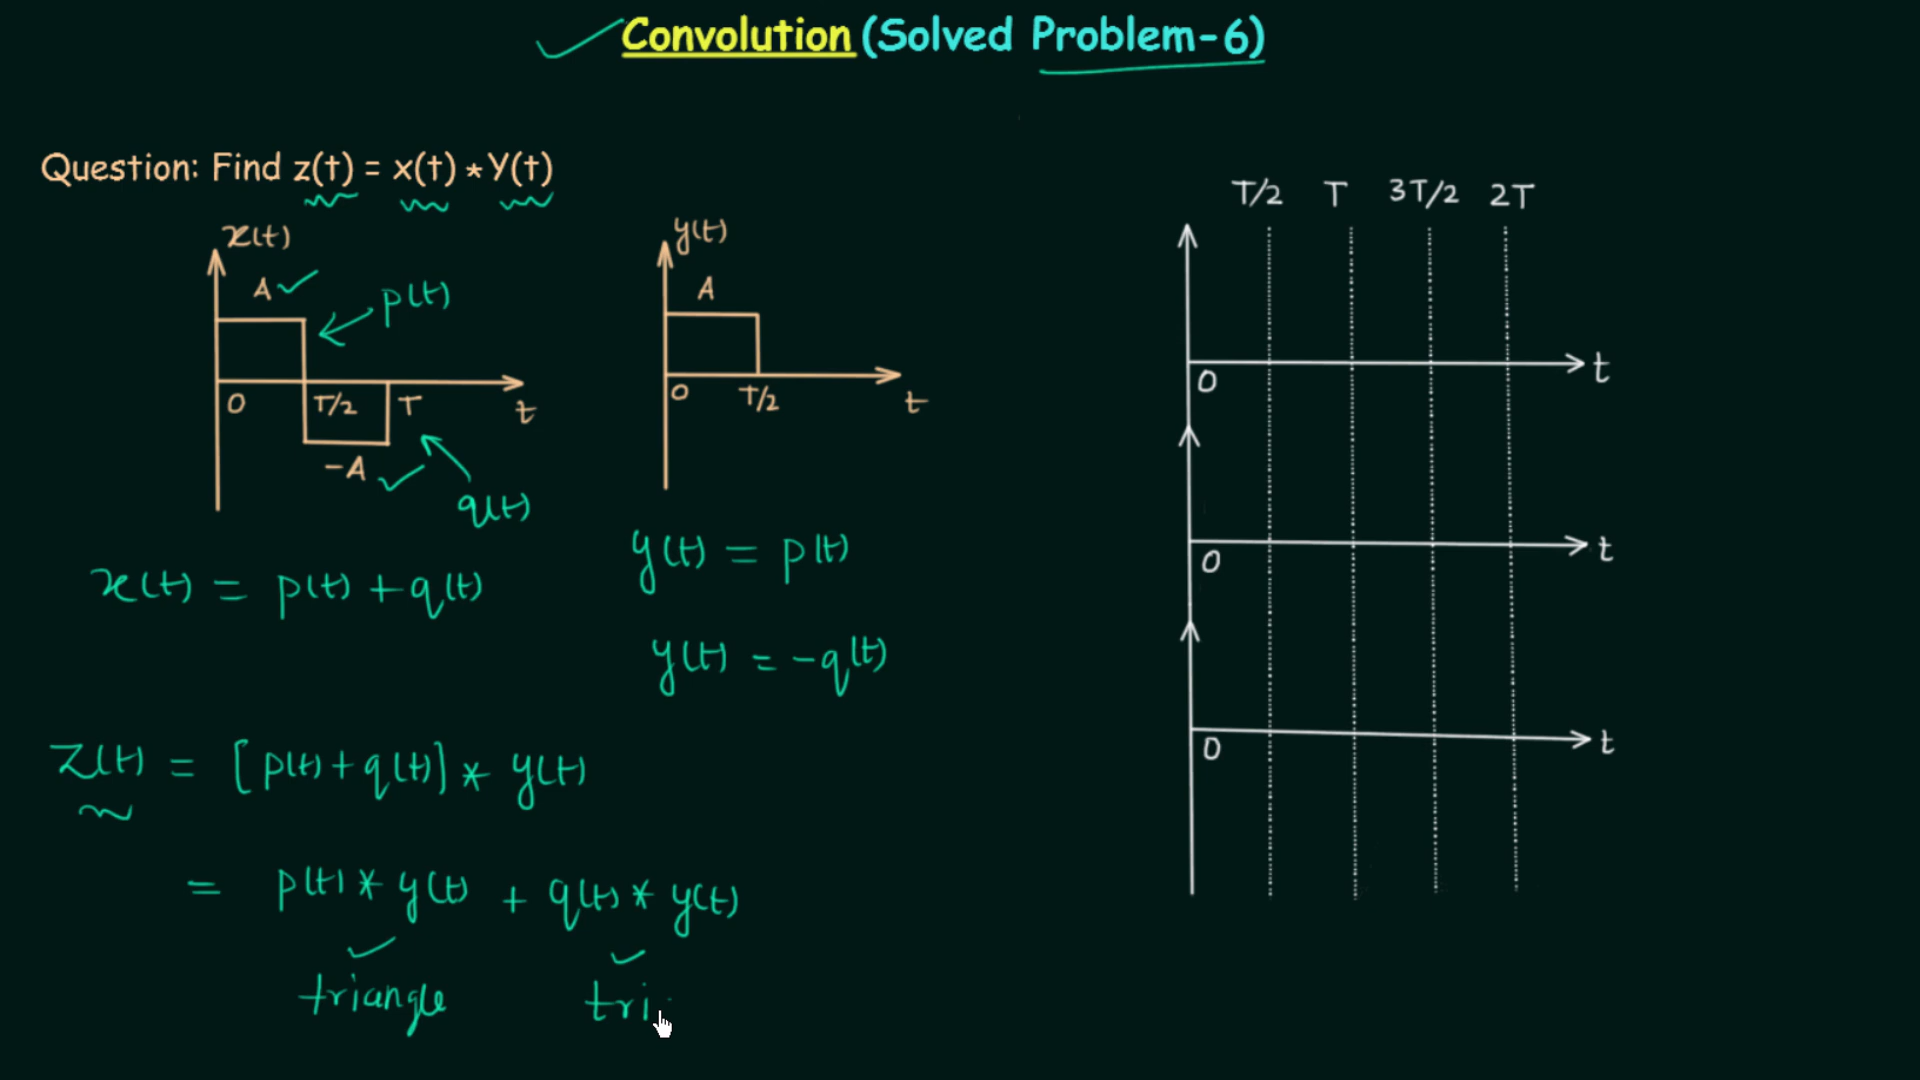 Convolution (Solved Problem-6)
Question: Find z(t) = x(t) * Y(t)
x(t)
A
p(t)
0
T/2
T
t
-A
q(t)
y(t)
A
0
T/2
t
x(t) = p(t) + q(t)
y(t) = p(t)
y(t) = -q(t)
z(t) = [p(t) + q(t)] * y(t)
= p(t) * y(t) + q(t) * y(t)
triangle
tri
T/2 T 3T/2 2T
0
t
0
t
0
t